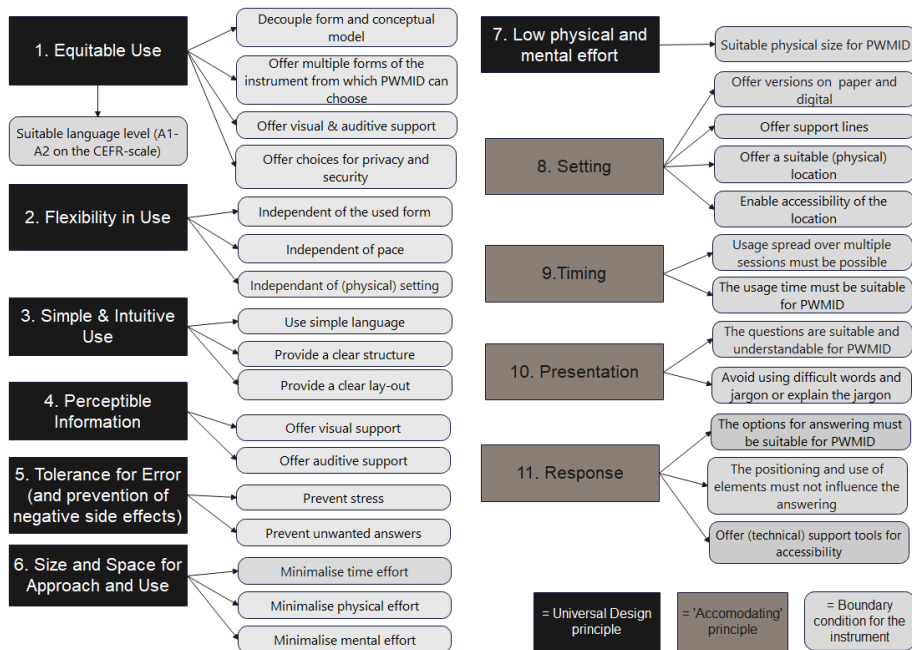 1. Equitable Use
Decouple form and conceptual
model
Offer multiple forms of the
instrument from which PWMID can
choose
Offer visual & auditive support
Offer choices for privacy and
security
Suitable language level (A1-
A2 on the CEFR-scale)
2. Flexibility in Use
Independent of the used form
Independent of pace
Independant of (physical) setting
3. Simple & Intuitive
Use
Use simple language
Provide a clear structure
Provide a clear lay-out
4. Perceptible
Information
Offer visual support
Offer auditive support
5. Tolerance for Error
(and prevention of
negative side effects)
Prevent stress
Prevent unwanted answers
6. Size and Space for
Approach and Use
Minimalise time effort
Minimalise physical effort
Minimalise mental effort
7. Low physical and
mental effort
Suitable physical size for PWMID
8. Setting
Offer versions on paper and
digital
Offer support lines
Offer a suitable (physical)
location
Enable accessibility of the
location
9.Timing
Usage spread over multiple
sessions must be possible
The usage time must be suitable
for PWMID
10. Presentation
The questions are suitable and
understandable for PWMID
Avoid using difficult words and
jargon or explain the jargon
11. Response
The options for answering must
be suitable for PWMID
The positioning and use of
elements must not influence the
answering
Offer (technical) support tools for
accessibility
= Universal Design
principle
= 'Accomodating'
principle
= Boundary
condition for the
instrument